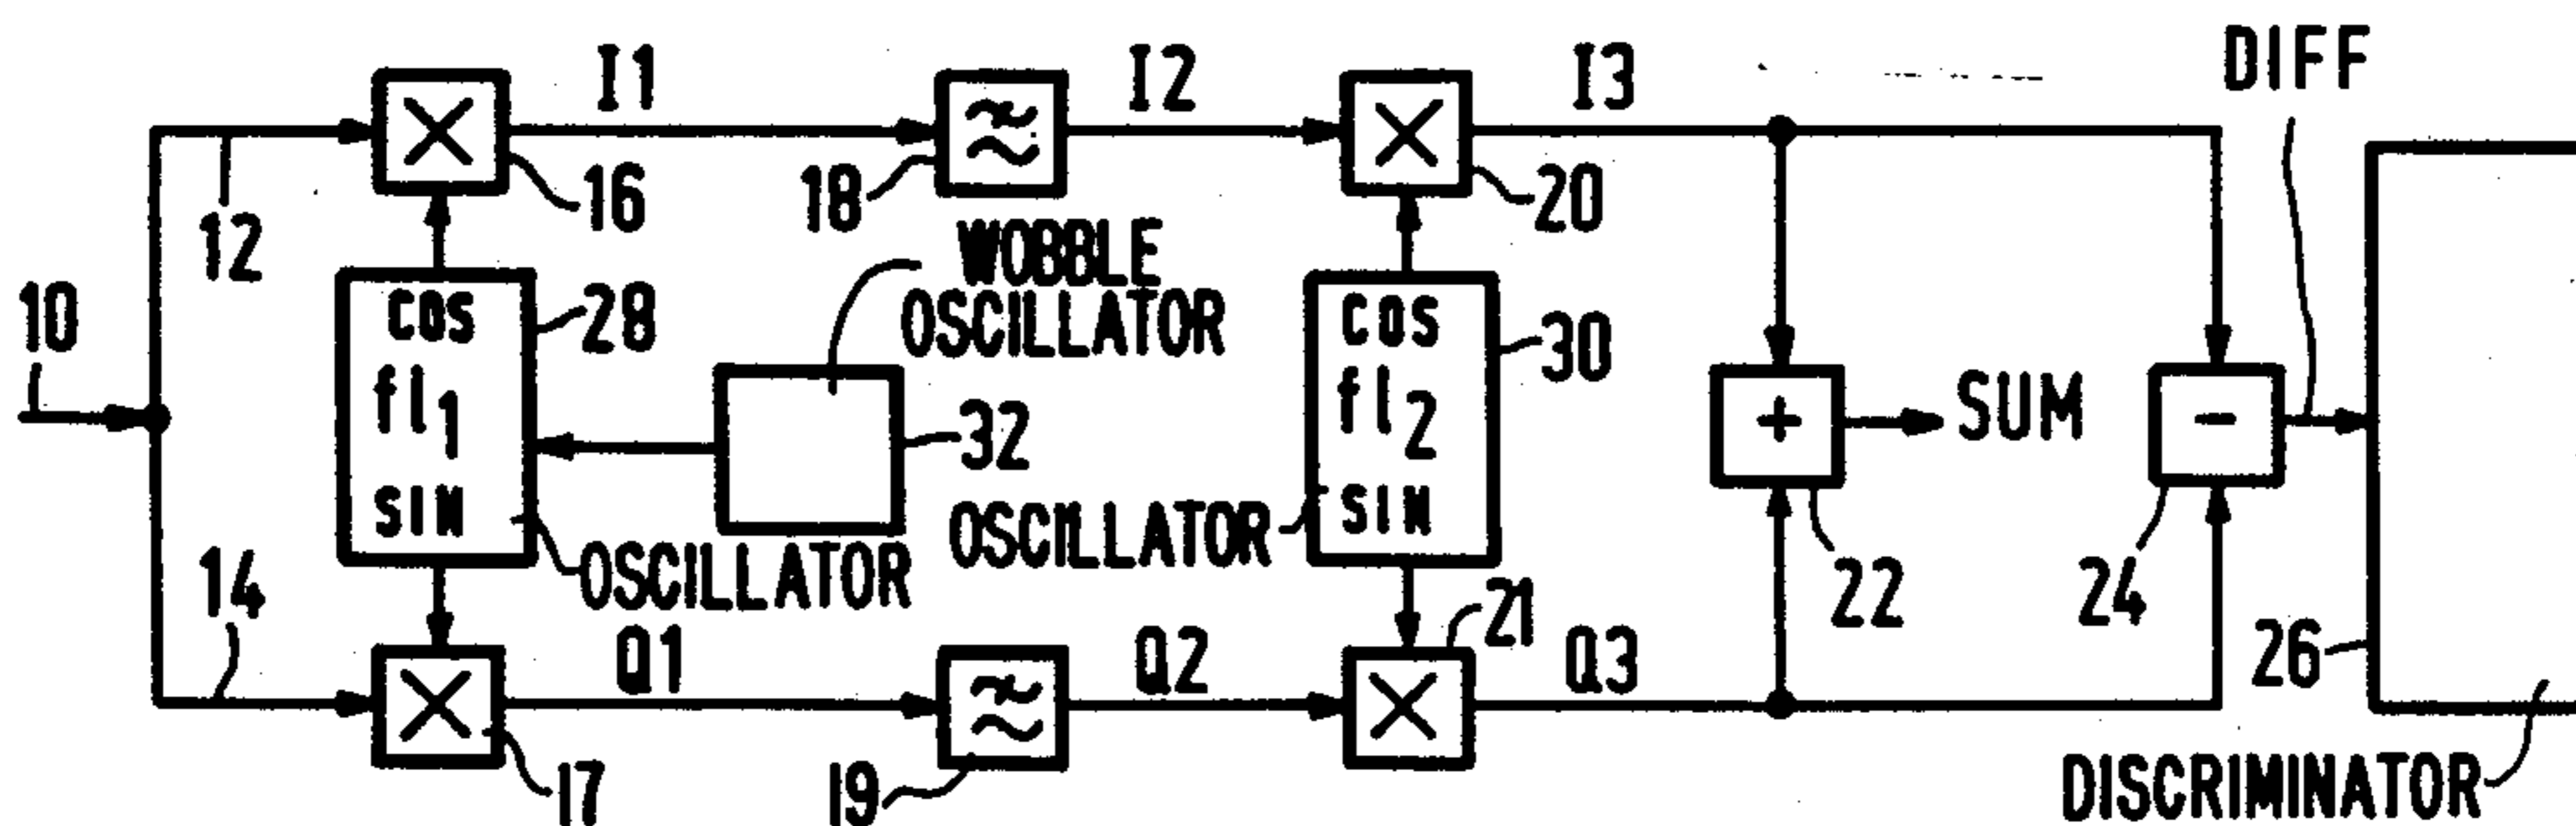 I1
I2
I3
DIFF
12
16
18
20
WOBBLE
OSCILLATOR
10
COS
fl1
SIN
28
32
COS
fl2
SIN
30
+
SUM
-
OSCILLATOR
OSCILLATOR
14
22
24
26
Q1
Q2
21
Q3
17
19
DISCRIMINATOR